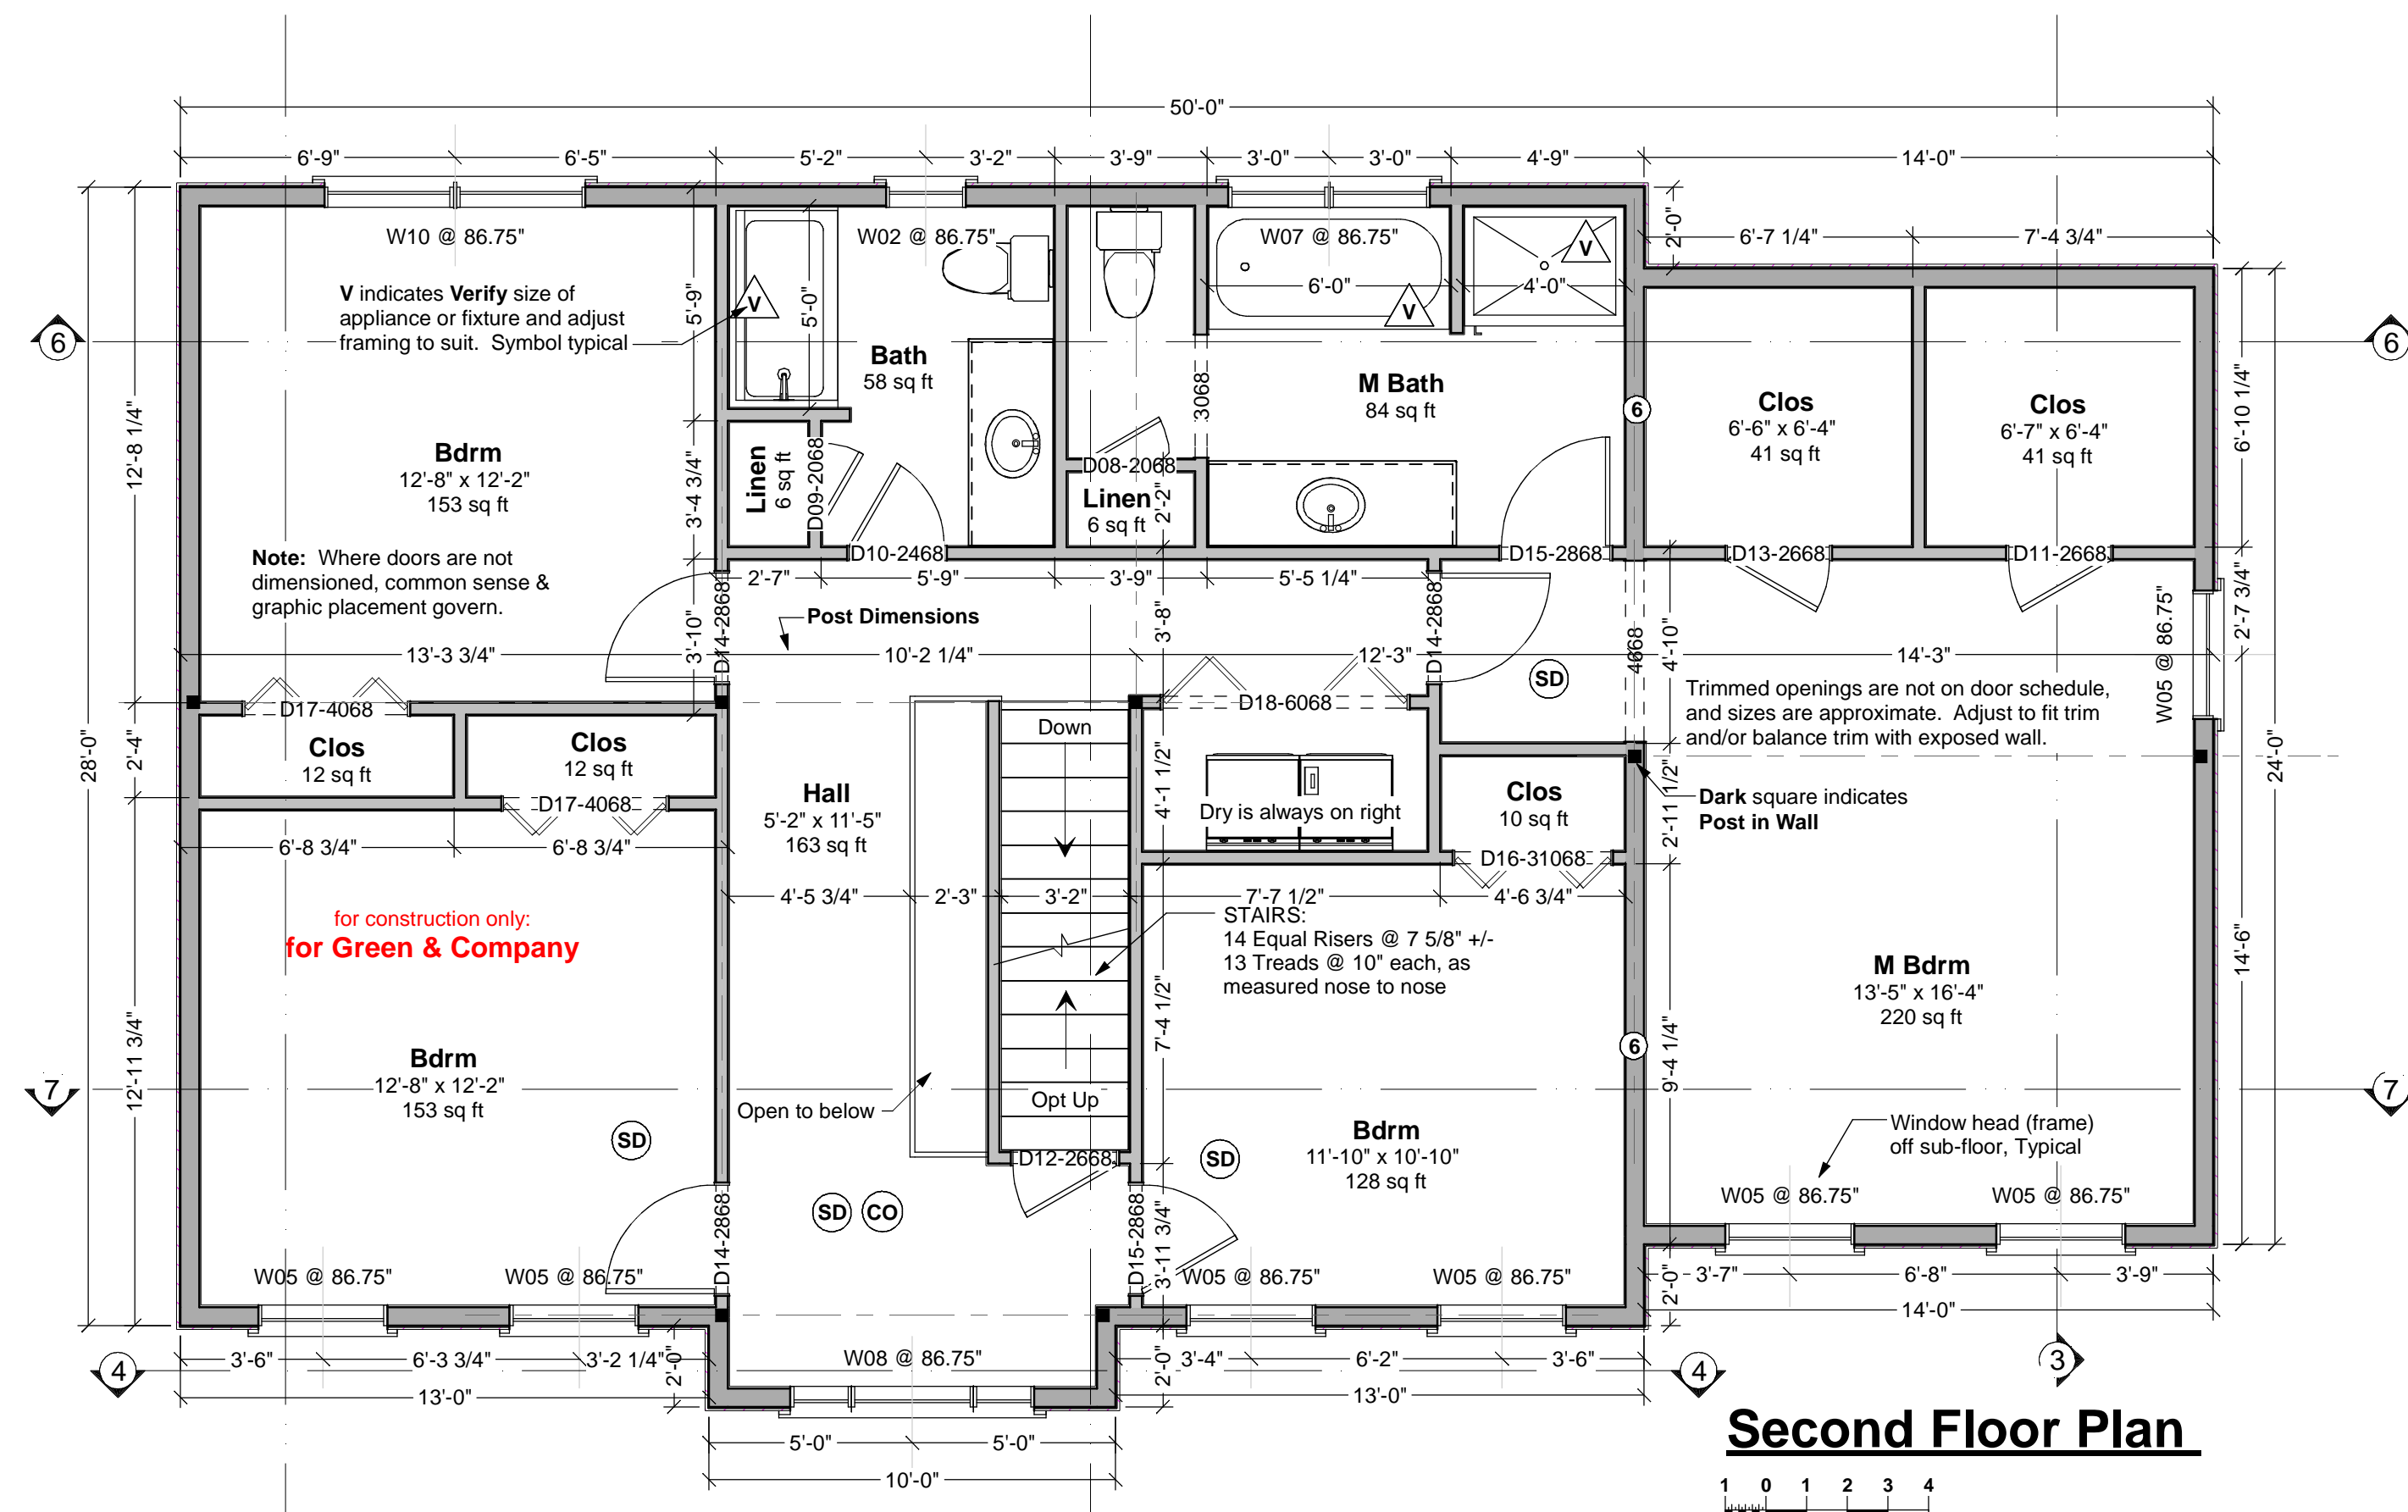 50'-0"
6'-9" 6'-5" 5'-2" 3'-2" 3'-9" 3'-0" 3'-0" 4'-9" 14'-0"
2'-0"
6'-7 1/4" 7'-4 3/4"
W10 @ 86.75" W02 @ 86.75" W07 @ 86.75"
V indicates Verify size of
appliance or fixture and adjust
framing to suit. Symbol typical
V
V
V
5'-9"
5'-0"
6'-0"
4'-0"
6
6
Bath
58 sq ft
M Bath
84 sq ft
3068
6
Clos
6'-6" x 6'-4"
41 sq ft
Clos
6'-7" x 6'-4"
41 sq ft
6'-10 1/4"
12'-8 1/4"
Bdrm
12'-8" x 12'-2"
153 sq ft
3'-4 3/4"
Linen
6 sq ft
D09-2068
D08-2068
Linen
6 sq ft
2'-2"
Note: Where doors are not
dimensioned, common sense &
graphic placement govern.
D10-2468
D15-2868
D13-2668
D11-2668
2'-7" 5'-9" 3'-9" 5'-5 1/4"
D14-2868
3'-10"
Post Dimensions
3'-8"
D14-2868
4668
4'-10"
W05 @ 86.75"
2'-7 3/4"
13'-3 3/4" 10'-2 1/4" 12'-3" 14'-3"
SD
Trimmed openings are not on door schedule,
and sizes are approximate. Adjust to fit trim
and/or balance trim with exposed wall.
D17-4068
D18-6068
Down
28'-0"
2'-4"
24'-0"
Clos
12 sq ft
Clos
12 sq ft
D17-4068
Hall
5'-2" x 11'-5"
163 sq ft
4'-1 1/2"
Dry is always on right
Clos
10 sq ft
2'-11 1/2"
Dark square indicates
Post in Wall
D16-31068
6'-8 3/4" 6'-8 3/4"
4'-5 3/4" 2'-3" 3'-2" 7'-7 1/2" 4'-6 3/4"
for construction only:
for Green & Company
STAIRS:
14 Equal Risers @ 7 5/8" +/-
13 Treads @ 10" each, as
measured nose to nose
14'-6"
M Bdrm
13'-5" x 16'-4"
220 sq ft
12'-11 3/4"
7'-4 1/2"
6
9'-4 1/4"
Bdrm
12'-8" x 12'-2"
153 sq ft
7
7
Open to below
Opt Up
SD
Bdrm
11'-10" x 10'-10"
128 sq ft
SD
Window head (frame)
off sub-floor, Typical
D12-2668
SD CO
W05 @ 86.75" W05 @ 86.75"
D14-2868
D15-2868
3'-11 3/4"
W05 @ 86.75" W05 @ 86.75" W05 @ 86.75" W05 @ 86.75"
2'-0"
3'-7" 6'-8" 3'-9"
14'-0"
3'-6" 6'-3 3/4" 3'-2 1/4"
2'-0"
W08 @ 86.75"
2'-0"
3'-4" 6'-2" 3'-6"
4
4
3
13'-0" 13'-0"
5'-0" 5'-0"
10'-0"
Second Floor Plan
1 0 1 2 3 4